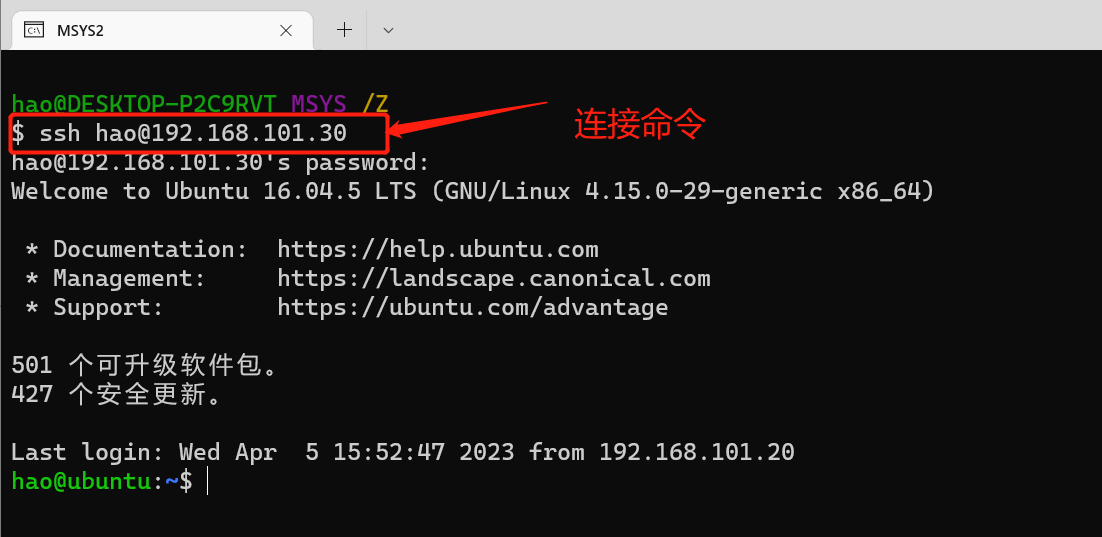 MSYS2
hao@DESKTOP-P2C9RVT MSYS /Z
$ ssh hao@192.168.101.30
连接命令
hao@192.168.101.30's password:
Welcome to Ubuntu 16.04.5 LTS (GNU/Linux 4.15.0-29-generic x86_64)
* Documentation:  https://help.ubuntu.com
* Management:     https://landscape.canonical.com
* Support:        https://ubuntu.com/advantage
501 个可升级软件包。
427 个安全更新。
Last login: Wed Apr  5 15:52:47 2023 from 192.168.101.20
hao@ubuntu:~$